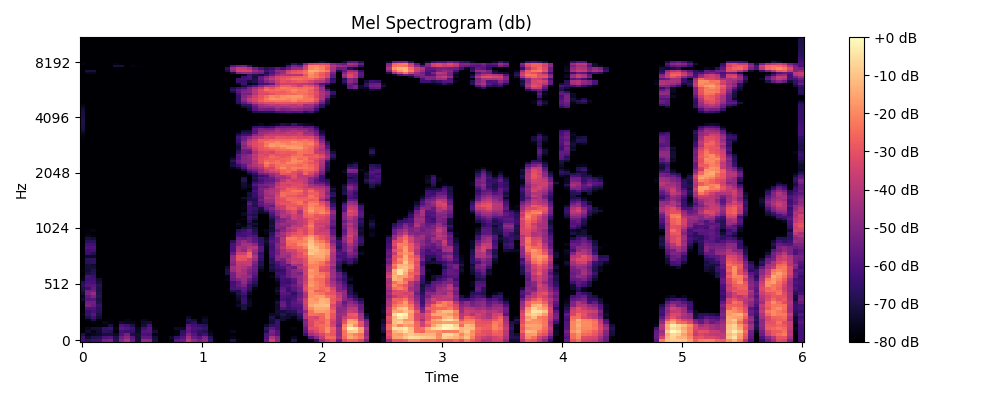 Mel Spectrogram (db)
8192
4096
2048
1024
512
0
Hz
0 1 2 3 4 5 6
Time
+0 dB
-10 dB
-20 dB
-30 dB
-40 dB
-50 dB
-60 dB
-70 dB
-80 dB